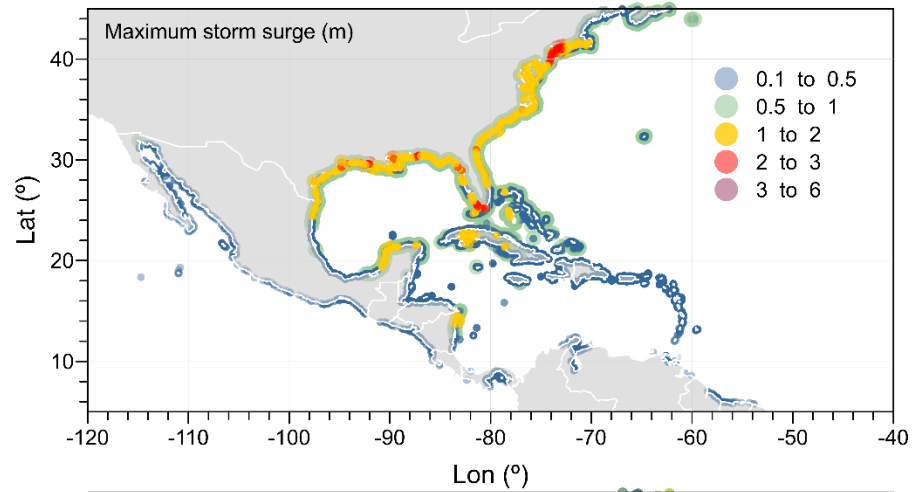 Maximum storm surge (m)
0.1 to 0.5
0.5 to 1
1 to 2
2 to 3
3 to 6
40
30
20
10
Lat (º)
-120
-110
-100
-90
-80
-70
-60
-50
-40
Lon (º)